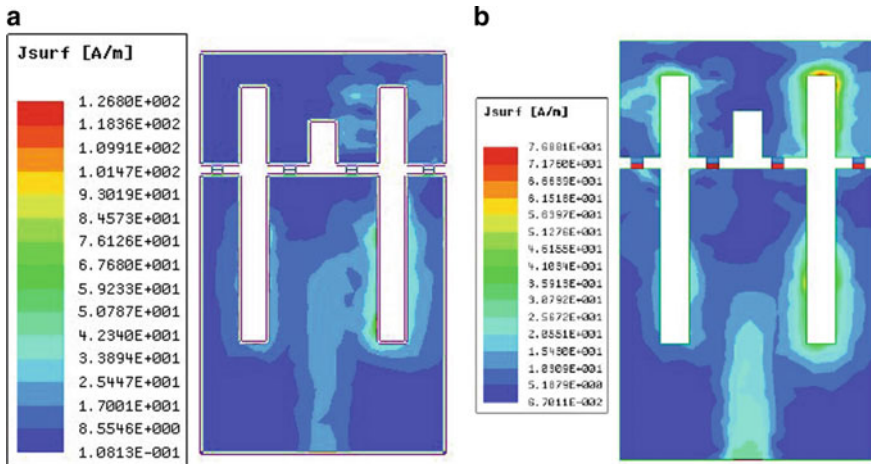 a
Jsurf [A/m]
1.2680E+002
1.1836E+002
1.0991E+002
1.0147E+002
9.3019E+001
8.4573E+001
7.6126E+001
6.7680E+001
5.9233E+001
5.0787E+001
4.2340E+001
3.3894E+001
2.5447E+001
1.7001E+001
8.5546E+000
1.0813E-001
b
Jsurf [A/m]
7.6881E+001
7.1760E+001
6.6639E+001
6.1518E+001
5.6397E+001
5.1276E+001
4.6155E+001
4.1034E+001
3.5913E+001
3.0792E+001
2.5672E+001
2.0551E+001
1.5430E+001
1.0309E+001
5.1879E+000
6.7011E-002